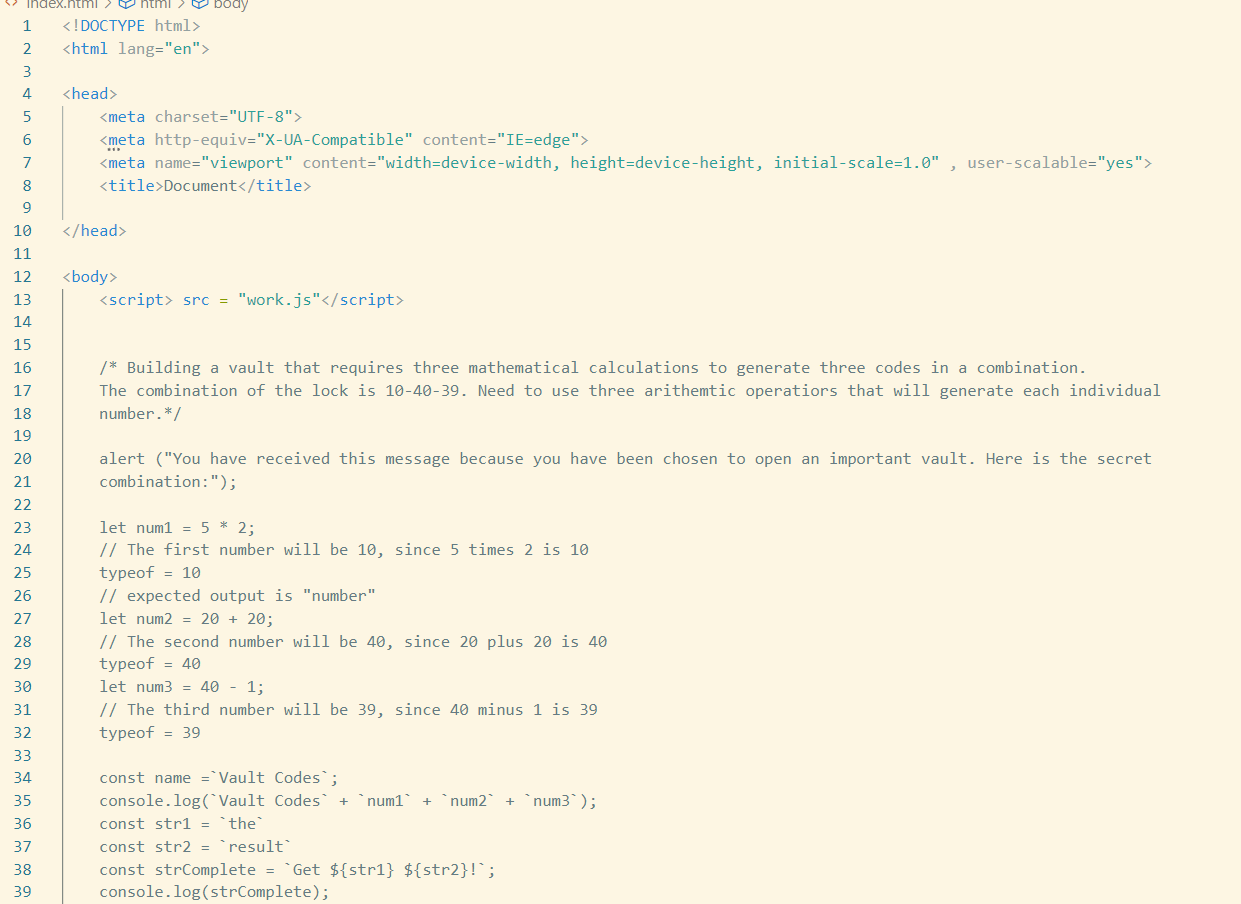 index.html > html > body
1 <!DOCTYPE html>
2 <html lang="en">
3
4 <head>
5 <meta charset="UTF-8">
6 <meta http-equiv="X-UA-Compatible" content="IE=edge">
7 <meta name="viewport" content="width=device-width, height=device-height, initial-scale=1.0" , user-scalable="yes">
8 <title>Document</title>
9
10 </head>
11
12 <body>
13 <script> src = "work.js"</script>
14
15
16 /* Building a vault that requires three mathematical calculations to generate three codes in a combination.
17 The combination of the lock is 10-40-39. Need to use three arithemtic operatiors that will generate each individual
18 number.*/
19
20 alert ("You have received this message because you have been chosen to open an important vault. Here is the secret
21 combination:");
22
23 let num1 = 5 * 2;
24 // The first number will be 10, since 5 times 2 is 10
25 typeof = 10
26 // expected output is "number"
27 let num2 = 20 + 20;
28 // The second number will be 40, since 20 plus 20 is 40
29 typeof = 40
30 let num3 = 40 - 1;
31 // The third number will be 39, since 40 minus 1 is 39
32 typeof = 39
33
34 const name =`Vault Codes`;
35 console.log(`Vault Codes` + `num1` + `num2` + `num3`);
36 const str1 = `the`
37 const str2 = `result`
38 const strComplete = `Get ${str1} ${str2}!`;
39 console.log(strComplete);